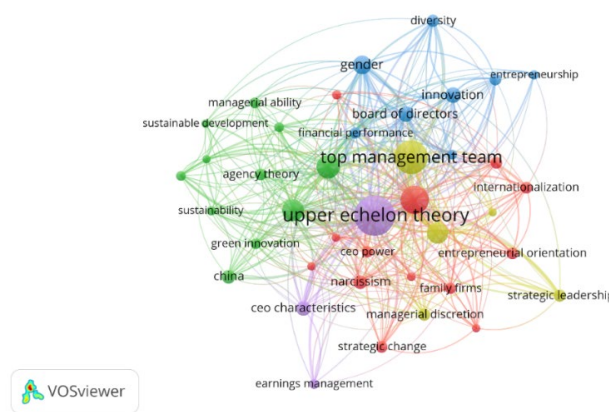 diversity
gender
entrepreneurship
innovation
managerial ability
board of directors
sustainable development
financial performance
top management team
agency theory
internationalization
sustainability
upper echelon theory
green innovation
ceo power
entrepreneurial orientation
china
narcissism
family firms
strategic leadership
ceo characteristics
managerial discretion
strategic change
earnings management
VOSviewer